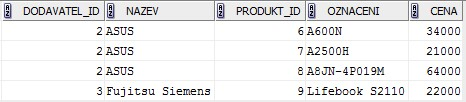 DODAVATEL_ID NAZEV PRODUKT_ID OZNACENI CENA
2 ASUS 6 A600N 34000
2 ASUS 7 A2500H 21000
2 ASUS 8 A8JN-4P019M 64000
3 Fujitsu Siemens 9 Lifebook S2110 22000